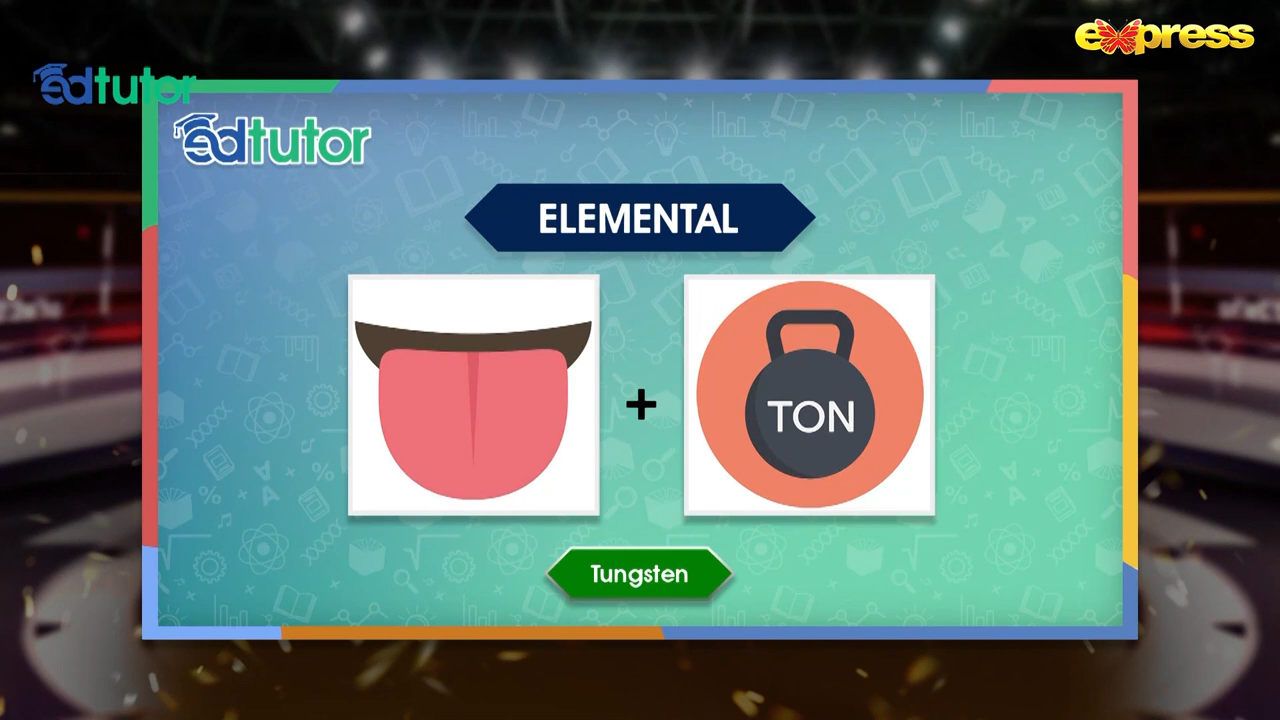 express
edtutor
edtutor
ELEMENTAL
+
TON
Tungsten